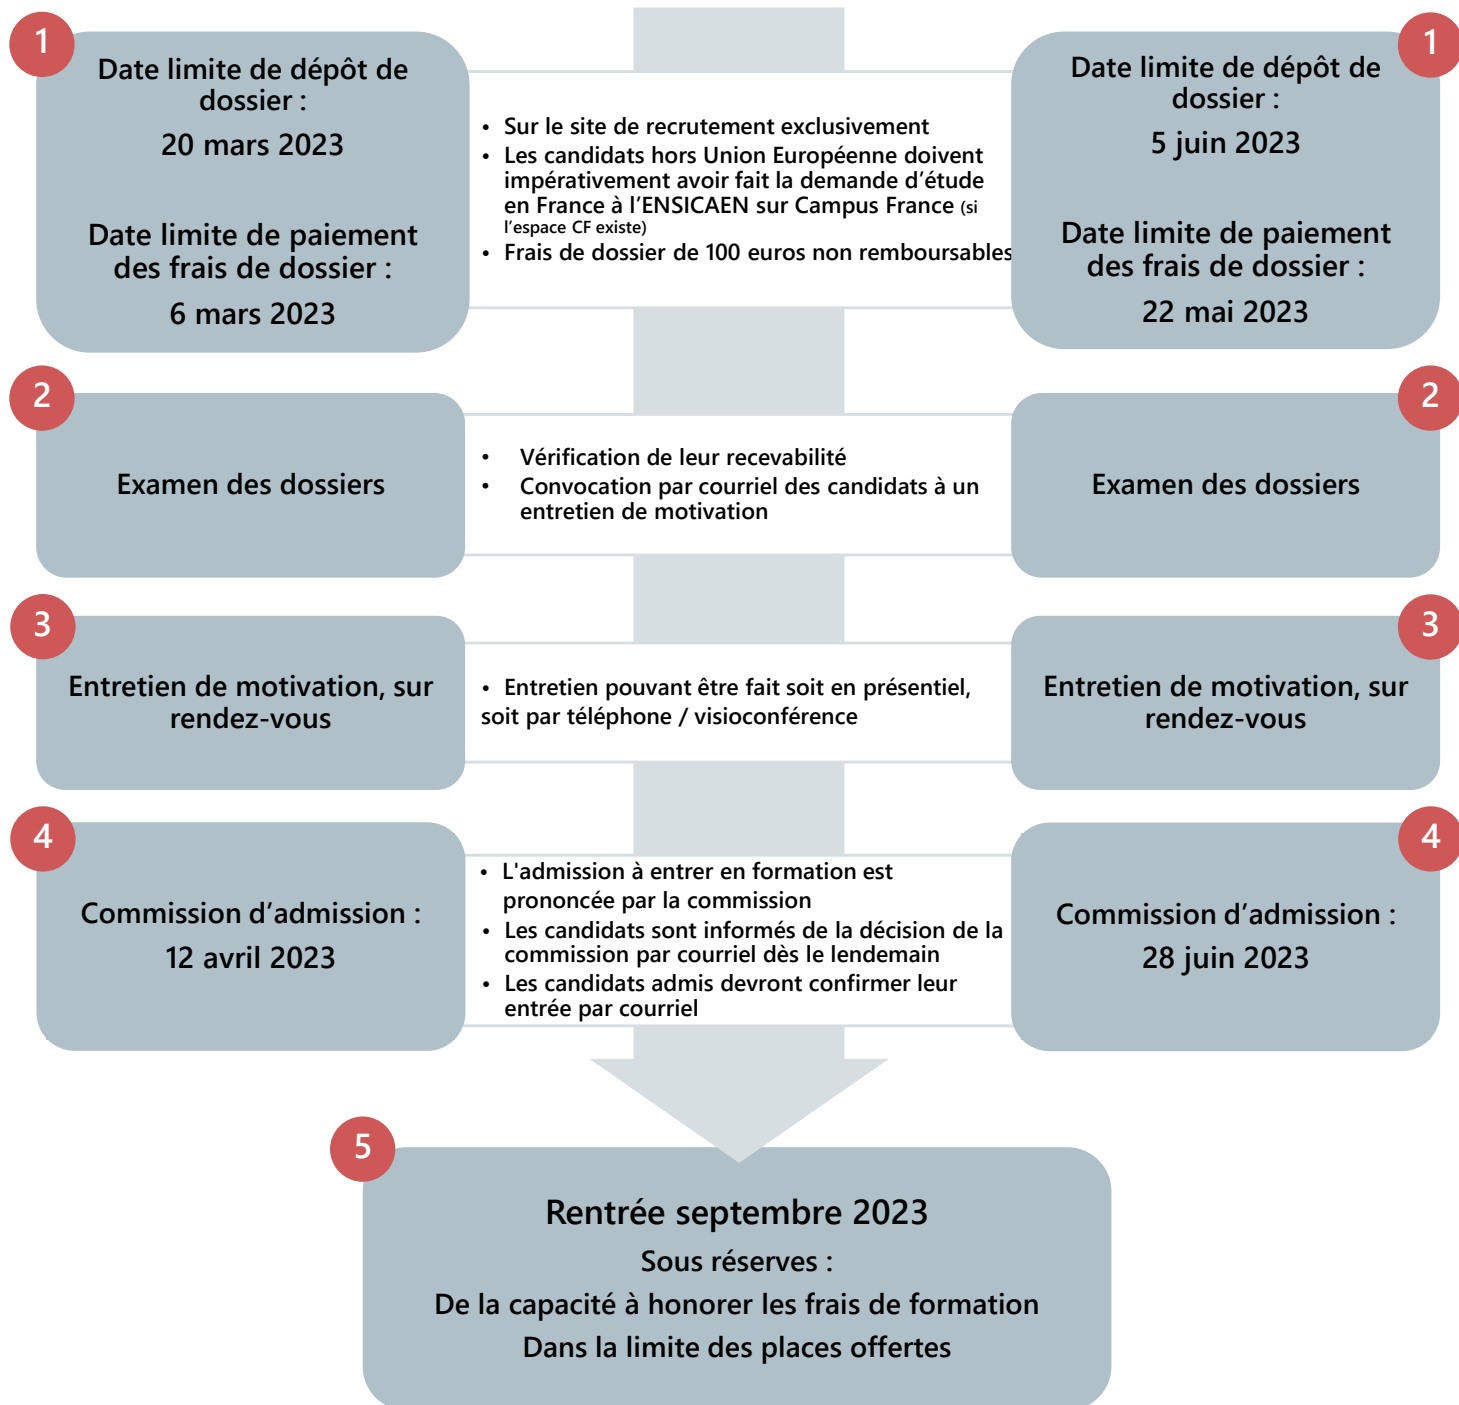 1
Date limite de dépôt de
dossier :
20 mars 2023
Date limite de paiement
des frais de dossier :
6 mars 2023
• Sur le site de recrutement exclusivement
• Les candidats hors Union Européenne doivent
impérativement avoir fait la demande d’étude
en France à l’ENSICAEN sur Campus France (si
l’espace CF existe)
• Frais de dossier de 100 euros non remboursables
1
Date limite de dépôt de
dossier :
5 juin 2023
Date limite de paiement
des frais de dossier :
22 mai 2023
2
Examen des dossiers
• Vérification de leur recevabilité
• Convocation par courriel des candidats à un
entretien de motivation
2
Examen des dossiers
3
Entretien de motivation, sur
rendez-vous
• Entretien pouvant être fait soit en présentiel,
soit par téléphone / visioconférence
3
Entretien de motivation, sur
rendez-vous
4
Commission d’admission :
12 avril 2023
• L'admission à entrer en formation est
prononcée par la commission
• Les candidats sont informés de la décision de la
commission par courriel dès le lendemain
• Les candidats admis devront confirmer leur
entrée par courriel
4
Commission d’admission :
28 juin 2023
5
Rentrée septembre 2023
Sous réserves :
De la capacité à honorer les frais de formation
Dans la limite des places offertes